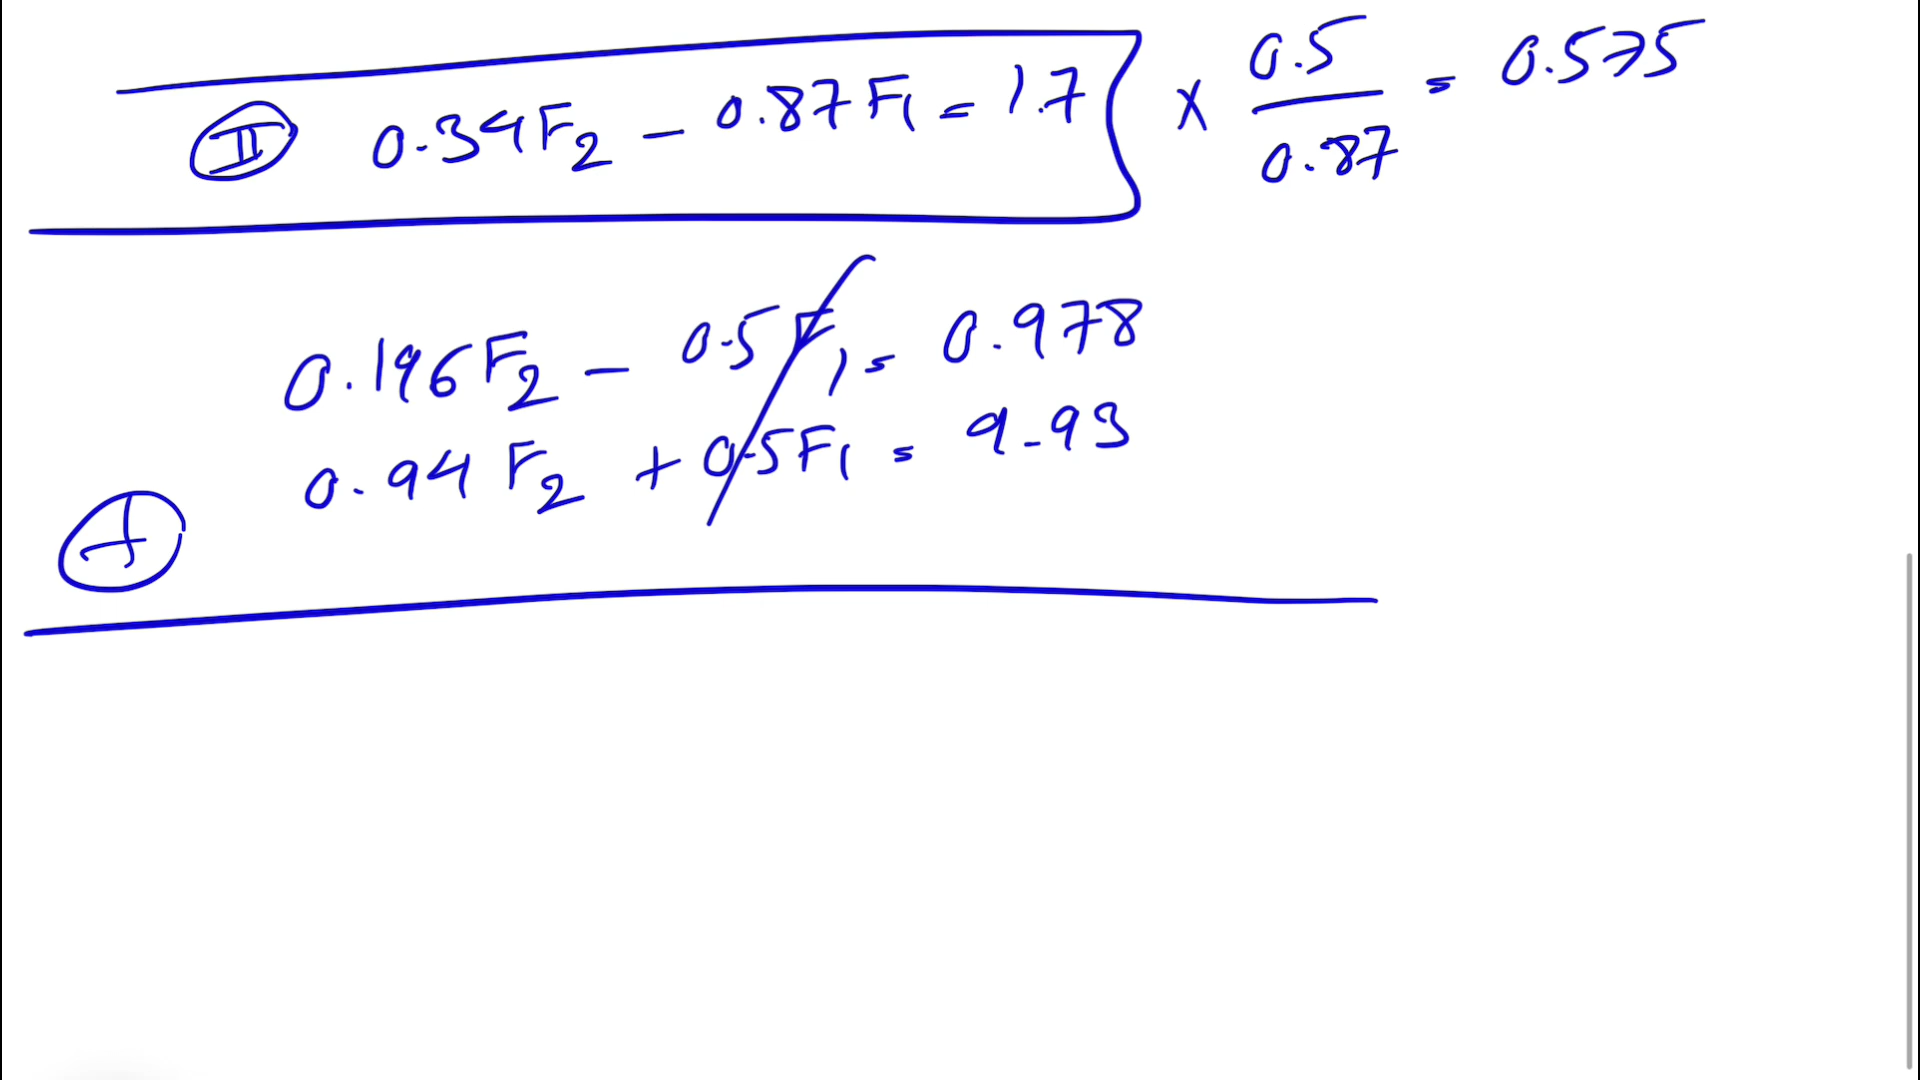 II 0.34F₂ - 0.87F₁ = 1.7 × 0.5/0.87 = 0.575
0.196F₂ - 0.5F₁ = 0.978
0.94F₂ + 0.5F₁ = 9.93
+